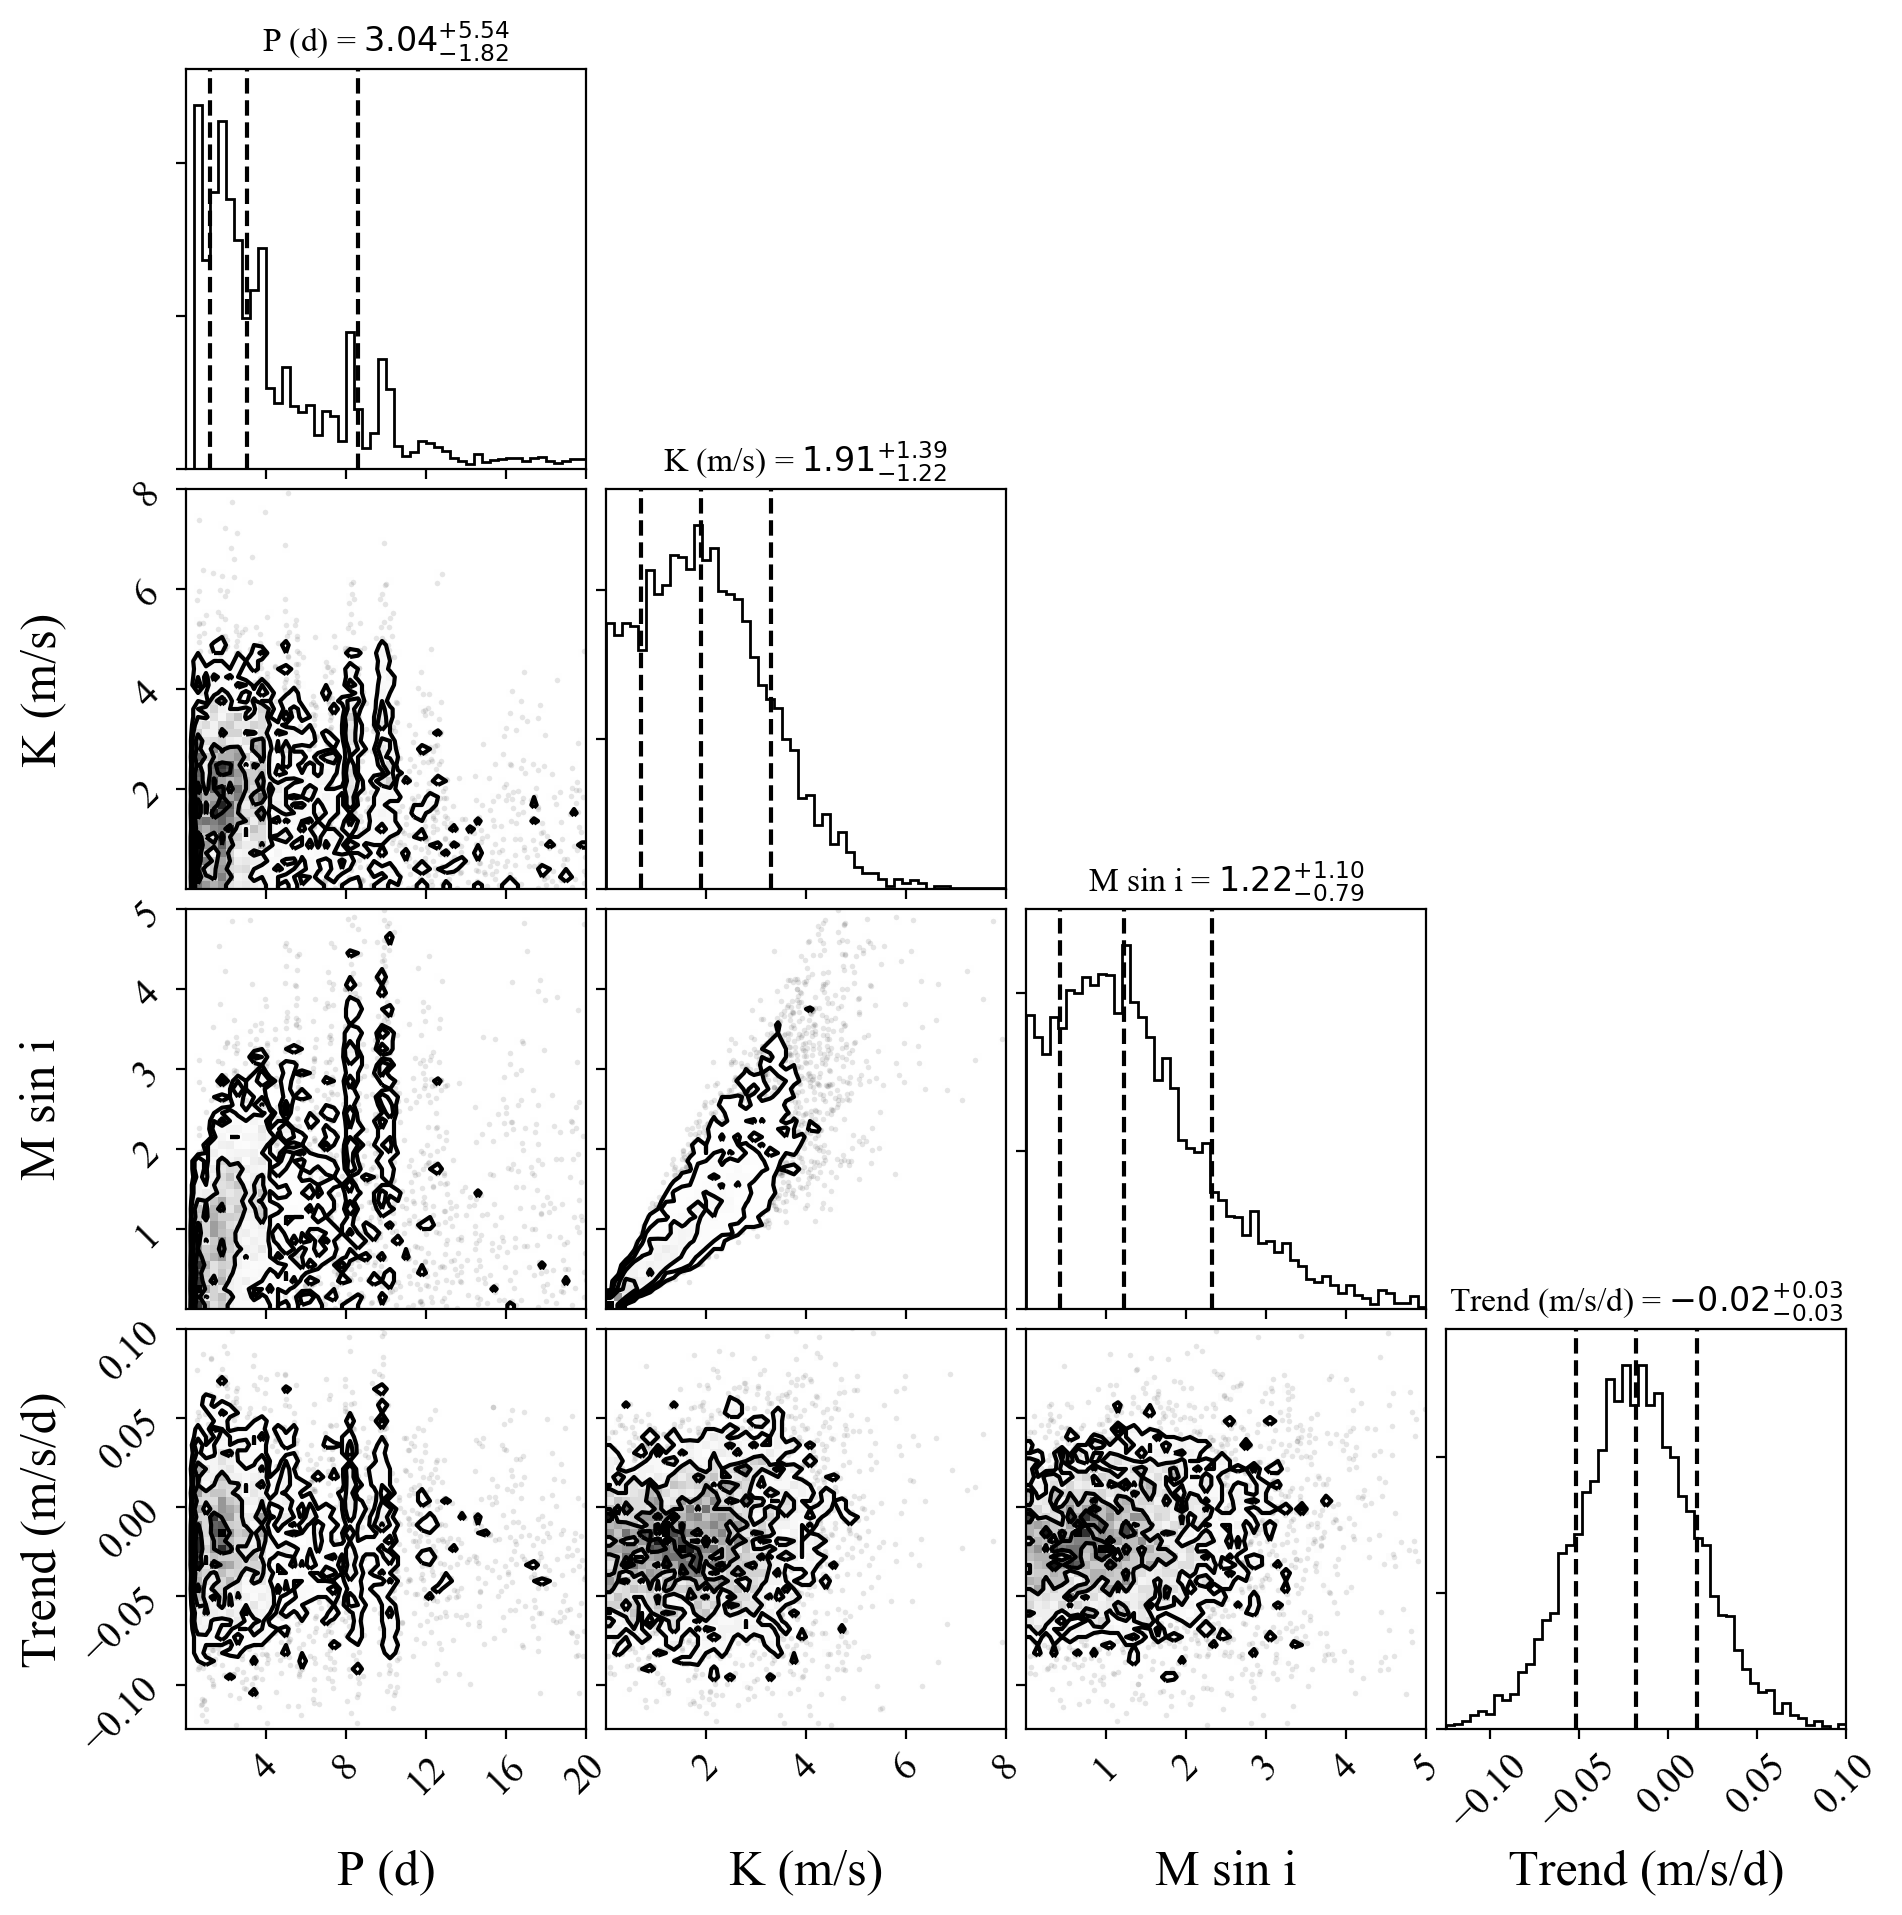 P (d) = 3.04 +5.54 −1.82
K (m/s) = 1.91 +1.39 −1.22
8
6
4
2
K (m/s)
M sin i = 1.22 +1.10 −0.79
5
4
3
2
1
M sin i
Trend (m/s/d) = −0.02 +0.03 −0.03
0.10
0.05
0.00
−0.05
−0.10
Trend (m/s/d)
4 8 12 16 20
2 4 6 8
1 2 3 4 5
−0.10 −0.05 0.00 0.05 0.10
P (d)
K (m/s)
M sin i
Trend (m/s/d)